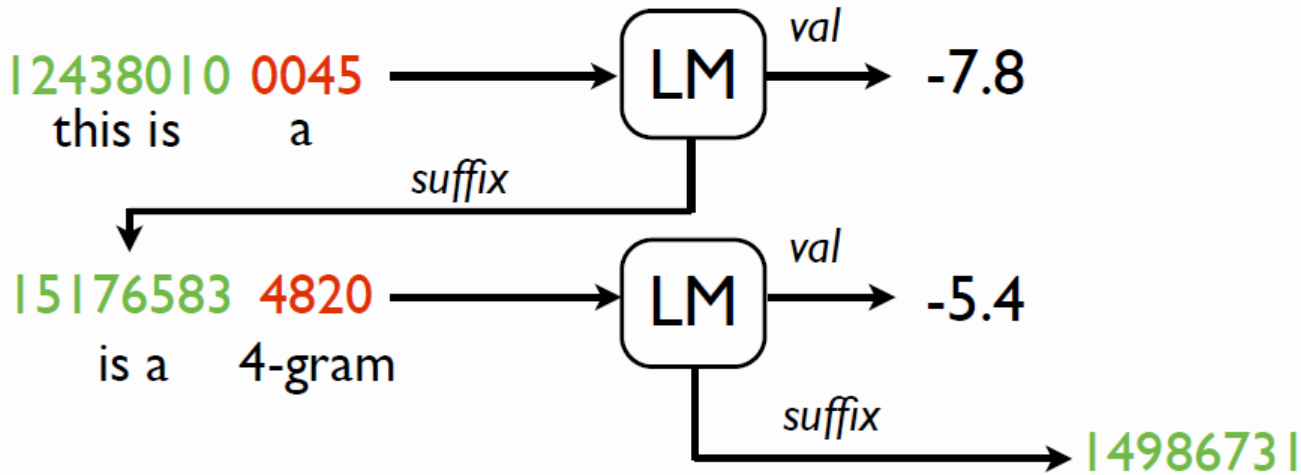 val
12438010 0045 LM -7.8
this is a
suffix
val
15176583 4820 LM -5.4
is a 4-gram
suffix
14986731